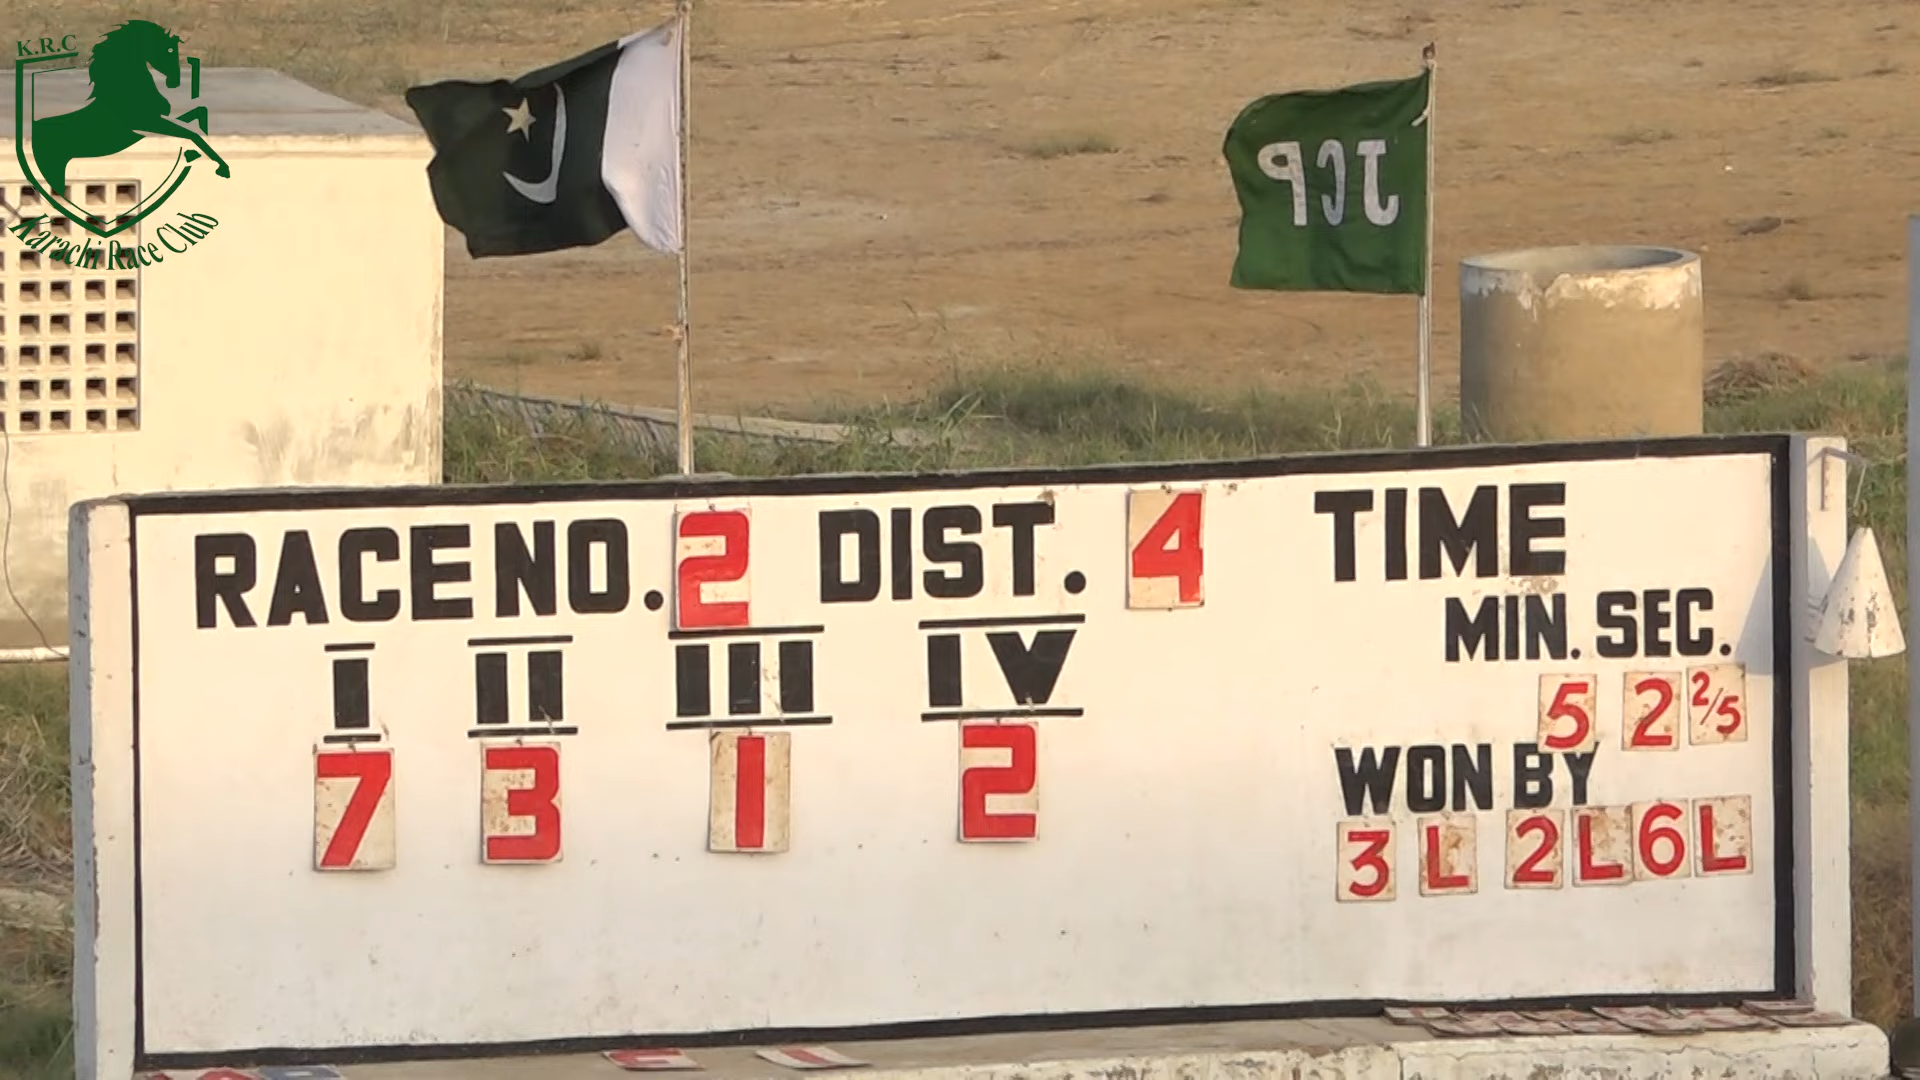 K.R.C
Karachi Race Club
JCP
RACE NO. 2 DIST. 4 TIME
MIN. SEC.
I II III IV
5 2 2/5
7 3 1 2
WON BY
3 L 2 L 6 L